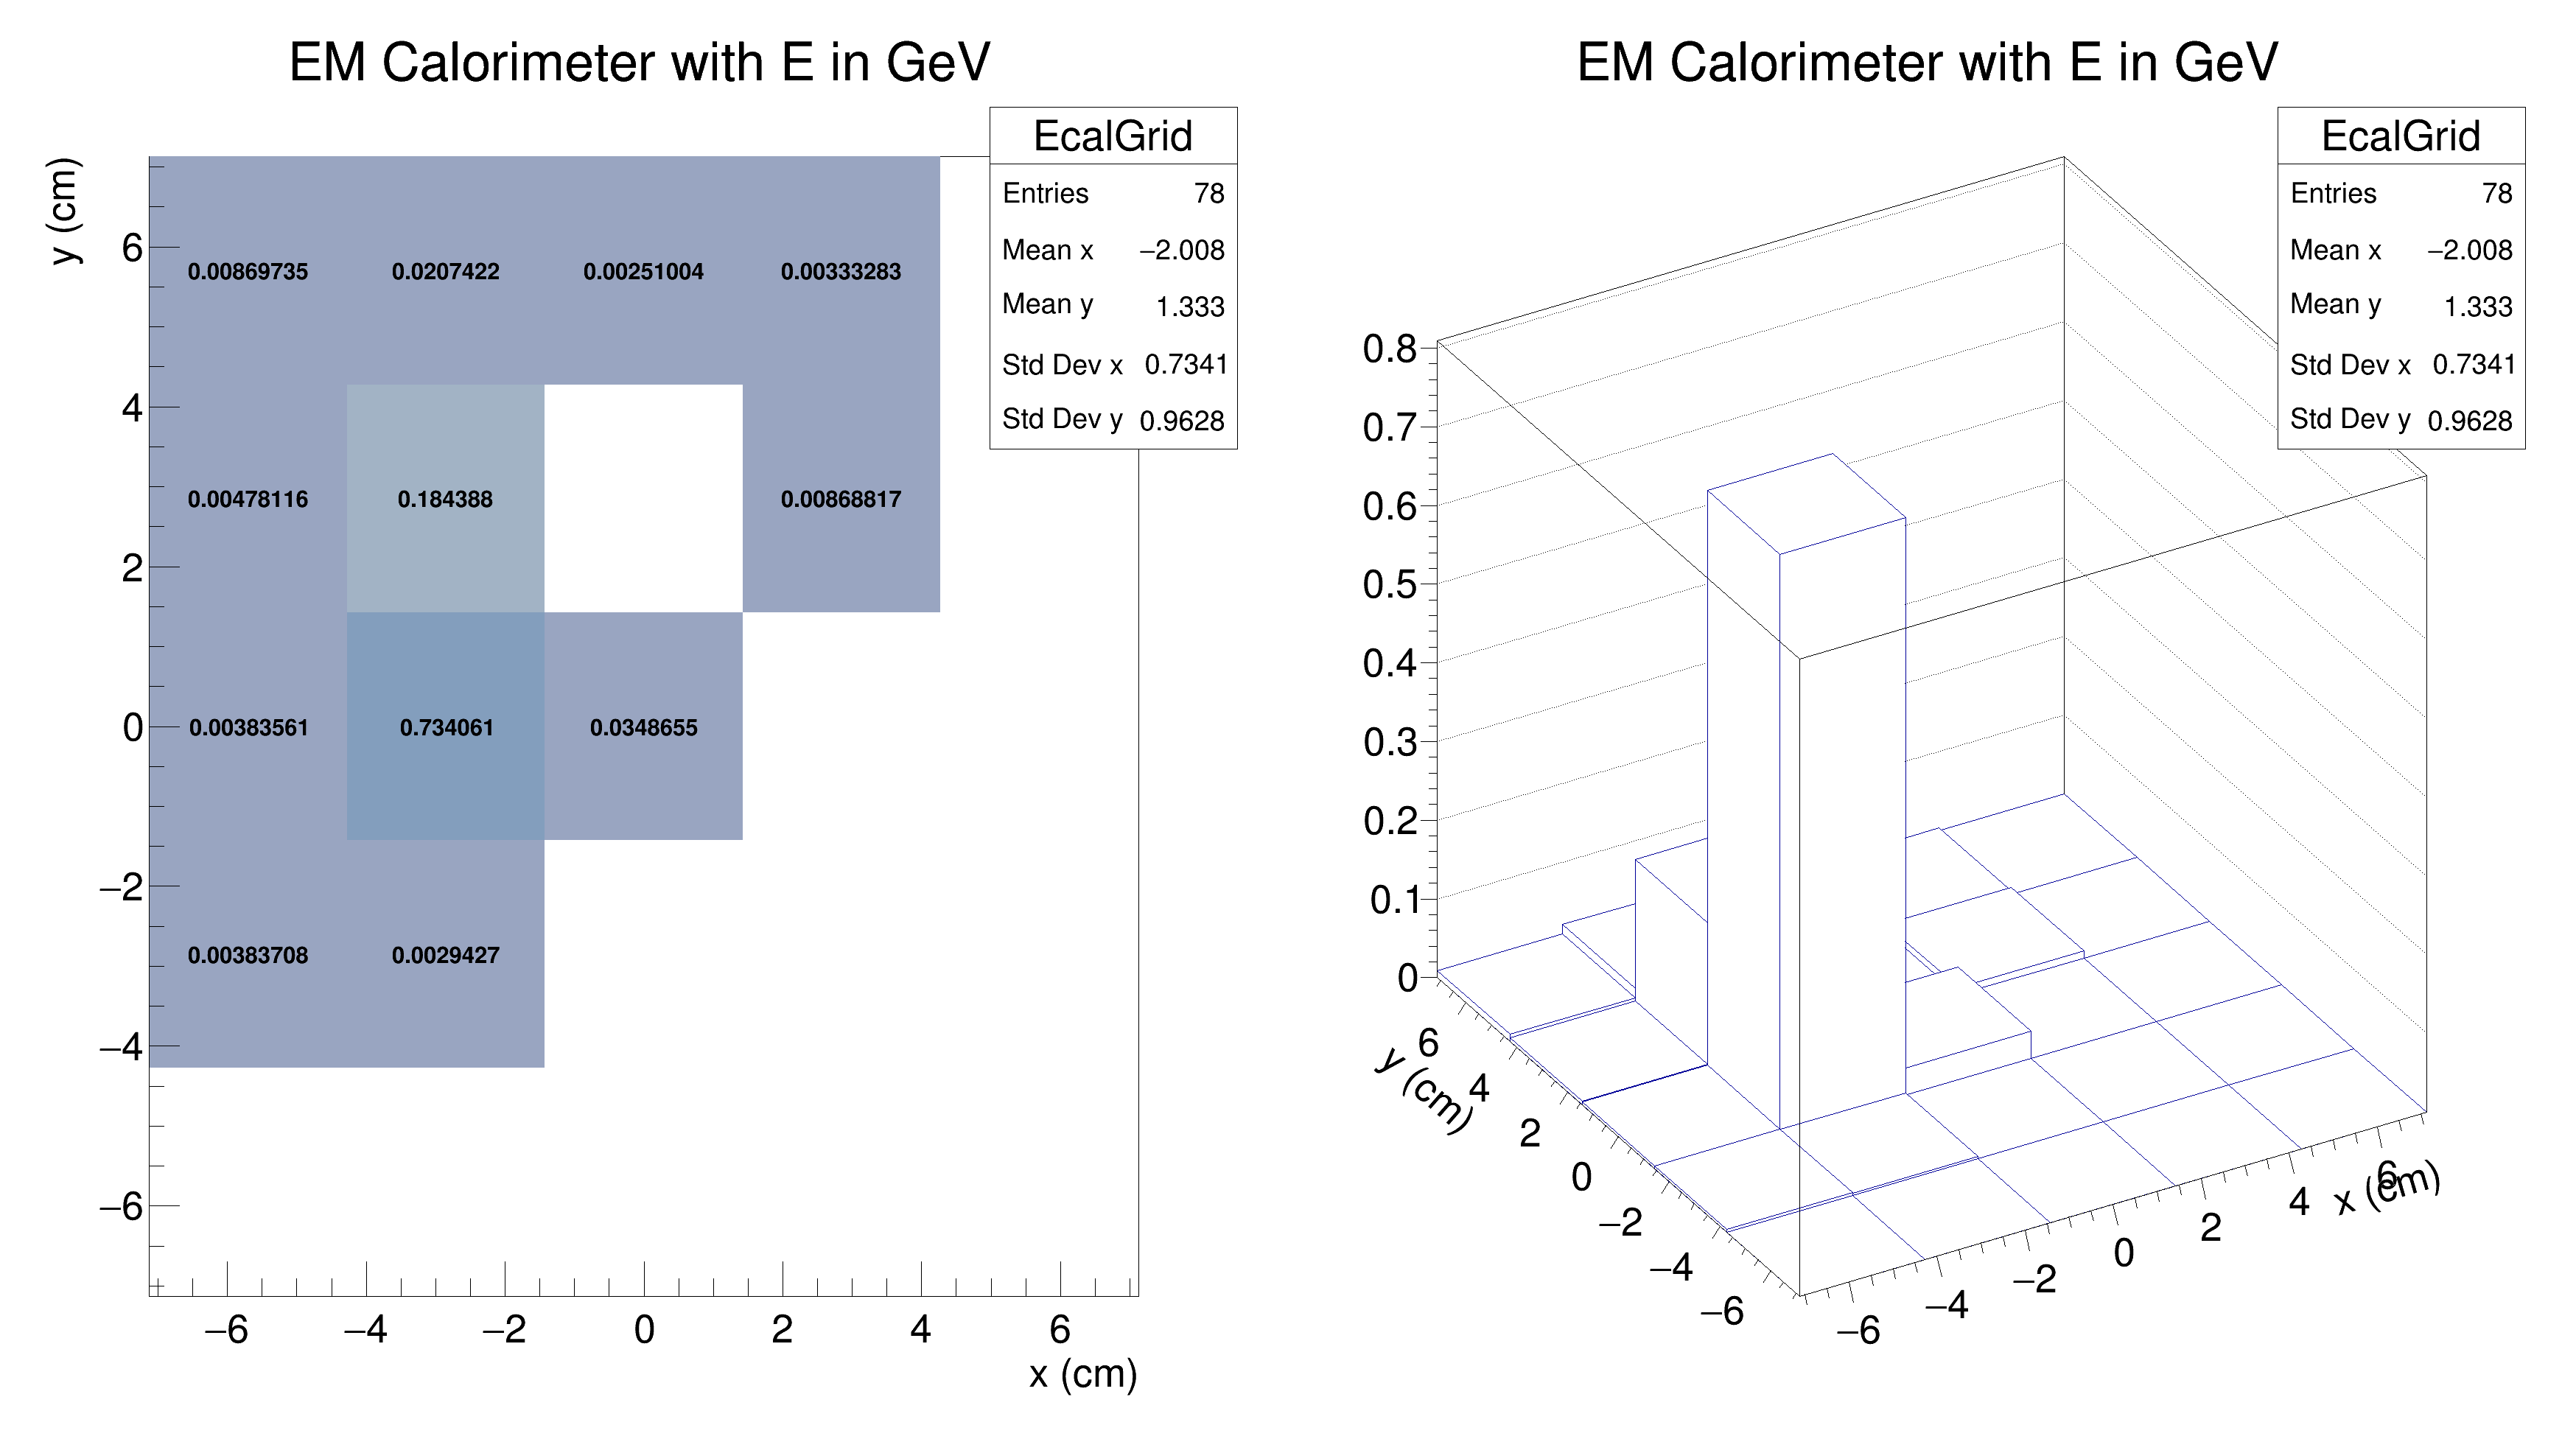 EM Calorimeter with E in GeV
EcalGrid
Entries 78
Mean x −2.008
Mean y 1.333
Std Dev x 0.7341
Std Dev y 0.9628
y (cm)
6
4
2
0
−2
−4
−6
0.00869735 0.0207422 0.00251004 0.00333283
0.00478116 0.184388 0.00868817
0.00383561 0.734061 0.0348655
0.00383708 0.0029427
−6 −4 −2 0 2 4 6
x (cm)
EM Calorimeter with E in GeV
EcalGrid
Entries 78
Mean x −2.008
Mean y 1.333
Std Dev x 0.7341
Std Dev y 0.9628
0.8
0.7
0.6
0.5
0.4
0.3
0.2
0.1
0
y (cm)
6
4
2
0
−2
−4
−6
−6 −4 −2 0 2 4 6
x (cm)